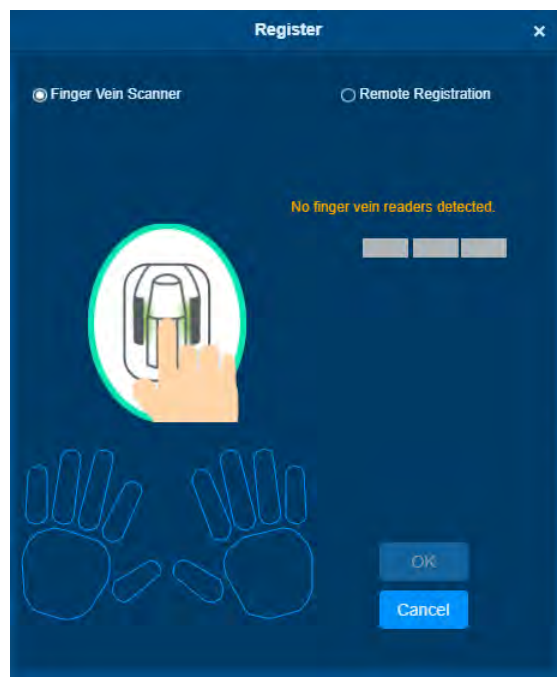 Register ×
Finger Vein Scanner Remote Registration
No finger vein readers detected.
OK
Cancel